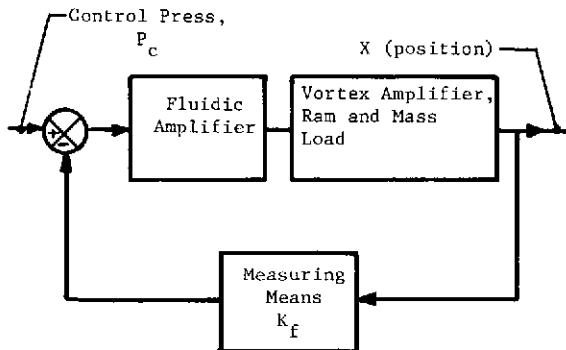 Control Press,
P_c
X (position)
Fluidic
Amplifier
Vortex Amplifier,
Ram and Mass
Load
+
-
Measuring
Means
K_f